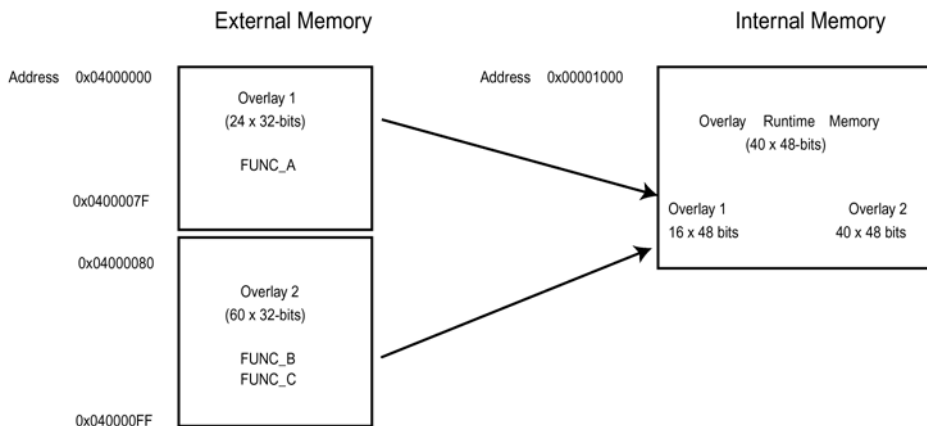 External Memory
Internal Memory
Address 0x04000000
Overlay 1
(24 x 32-bits)
FUNC_A
0x0400007F
0x04000080
Overlay 2
(60 x 32-bits)
FUNC_B
FUNC_C
0x040000FF
Address 0x00001000
Overlay Runtime Memory
(40 x 48-bits)
Overlay 1
16 x 48 bits
Overlay 2
40 x 48 bits